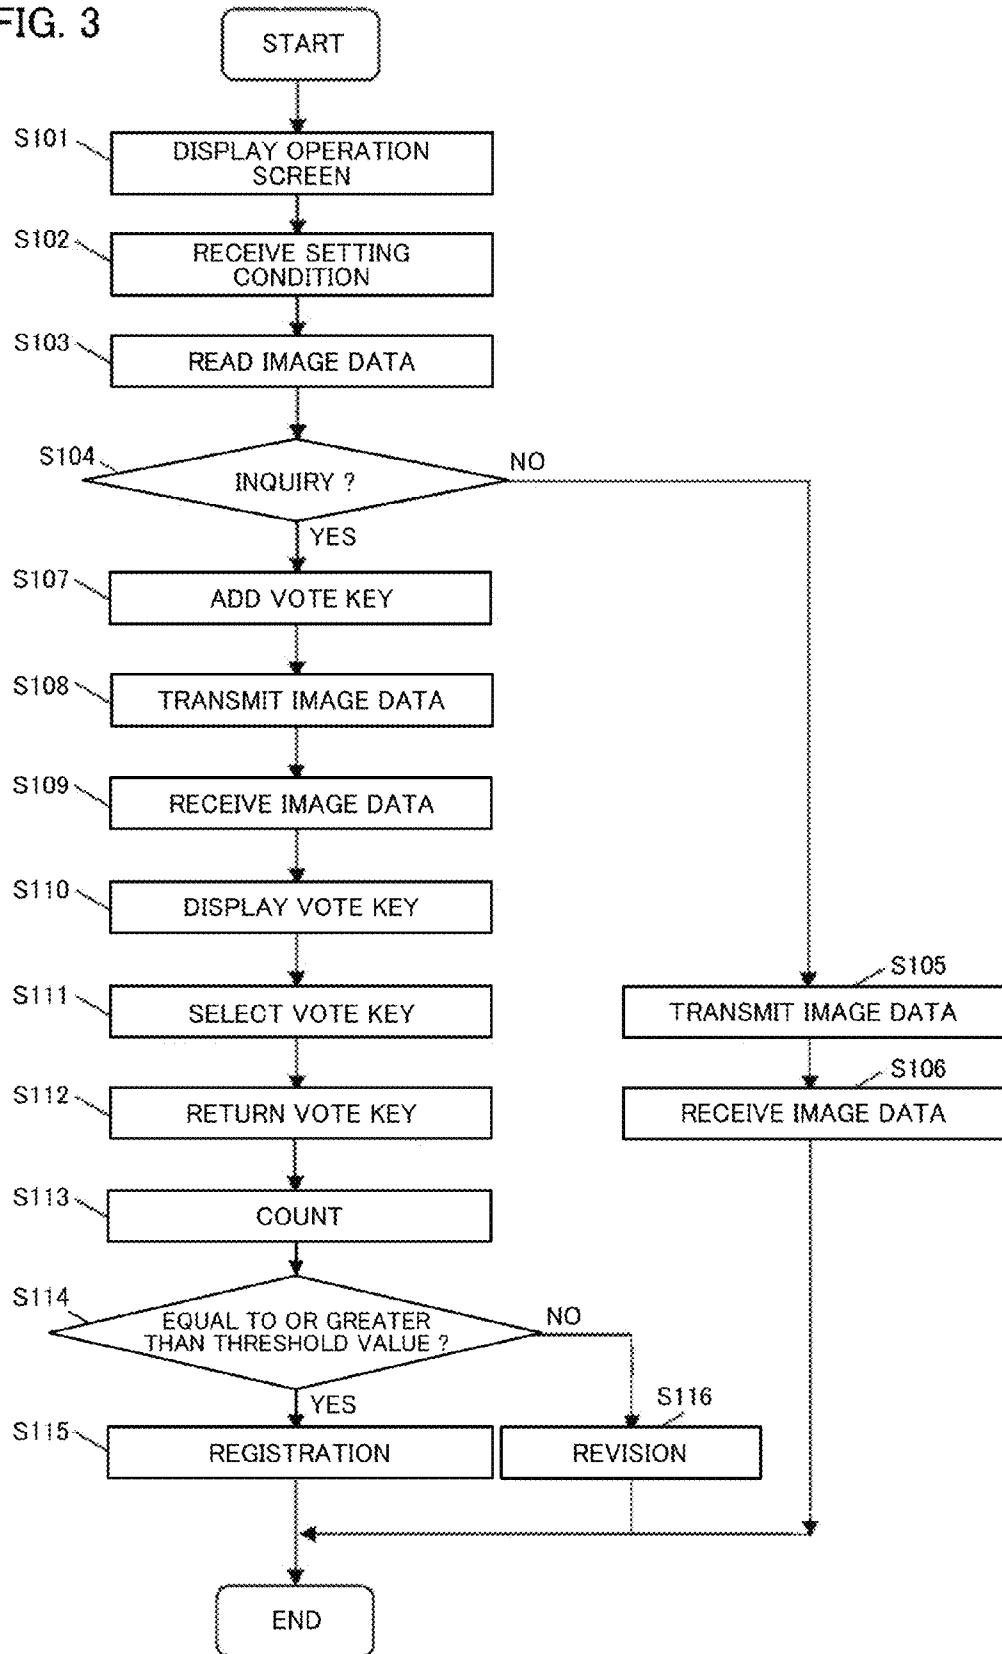 FIG. 3
START
S101
DISPLAY OPERATION
SCREEN
S102
RECEIVE SETTING
CONDITION
S103
READ IMAGE DATA
S104
INQUIRY ?
NO
YES
S107
ADD VOTE KEY
S108
TRANSMIT IMAGE DATA
S109
RECEIVE IMAGE DATA
S110
DISPLAY VOTE KEY
S111
SELECT VOTE KEY
S105
TRANSMIT IMAGE DATA
S106
RECEIVE IMAGE DATA
S112
RETURN VOTE KEY
S113
COUNT
S114
EQUAL TO OR GREATER
THAN THRESHOLD VALUE ?
NO
YES
S115
REGISTRATION
S116
REVISION
END